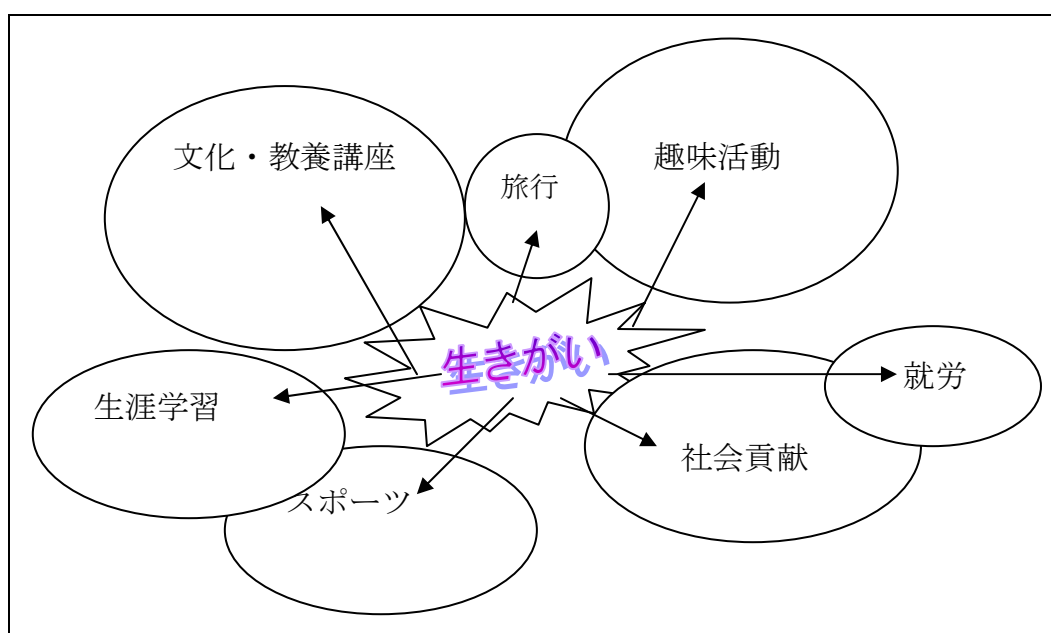 文化・教養講座
旅行
趣味活動
生きがい
生涯学習
就労
社会貢献
スポーツ